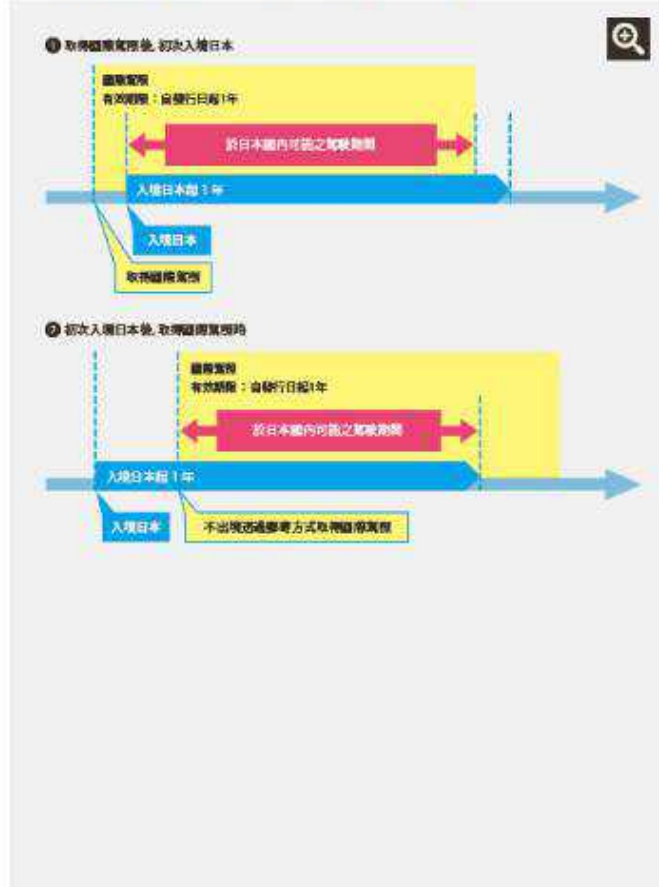 ❶ 取得國際駕照後, 初次入境日本
國際駕照
有效期限：自發行日起1年
於日本國內可能之駕駛期間
入境日本起 1 年
入境日本
取得國際駕照
❷ 初次入境日本後, 取得國際駕照時
國際駕照
有效期限：自發行日起1年
於日本國內可能之駕駛期間
入境日本起 1 年
入境日本
不出境透過郵寄方式取得國際駕照